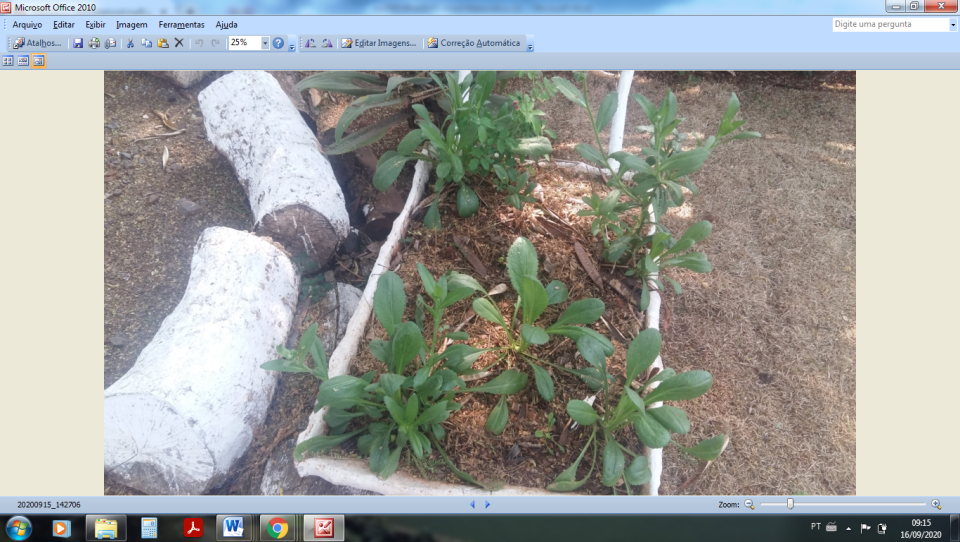 Microsoft Office 2010
Arquivo Editar Exibir Imagem Ferramentas Ajuda
Digite uma pergunta
Atalhos... 25% Editar Imagens... Correção Automática
20200915_142706
Zoom:
PT 09:15
16/09/2020